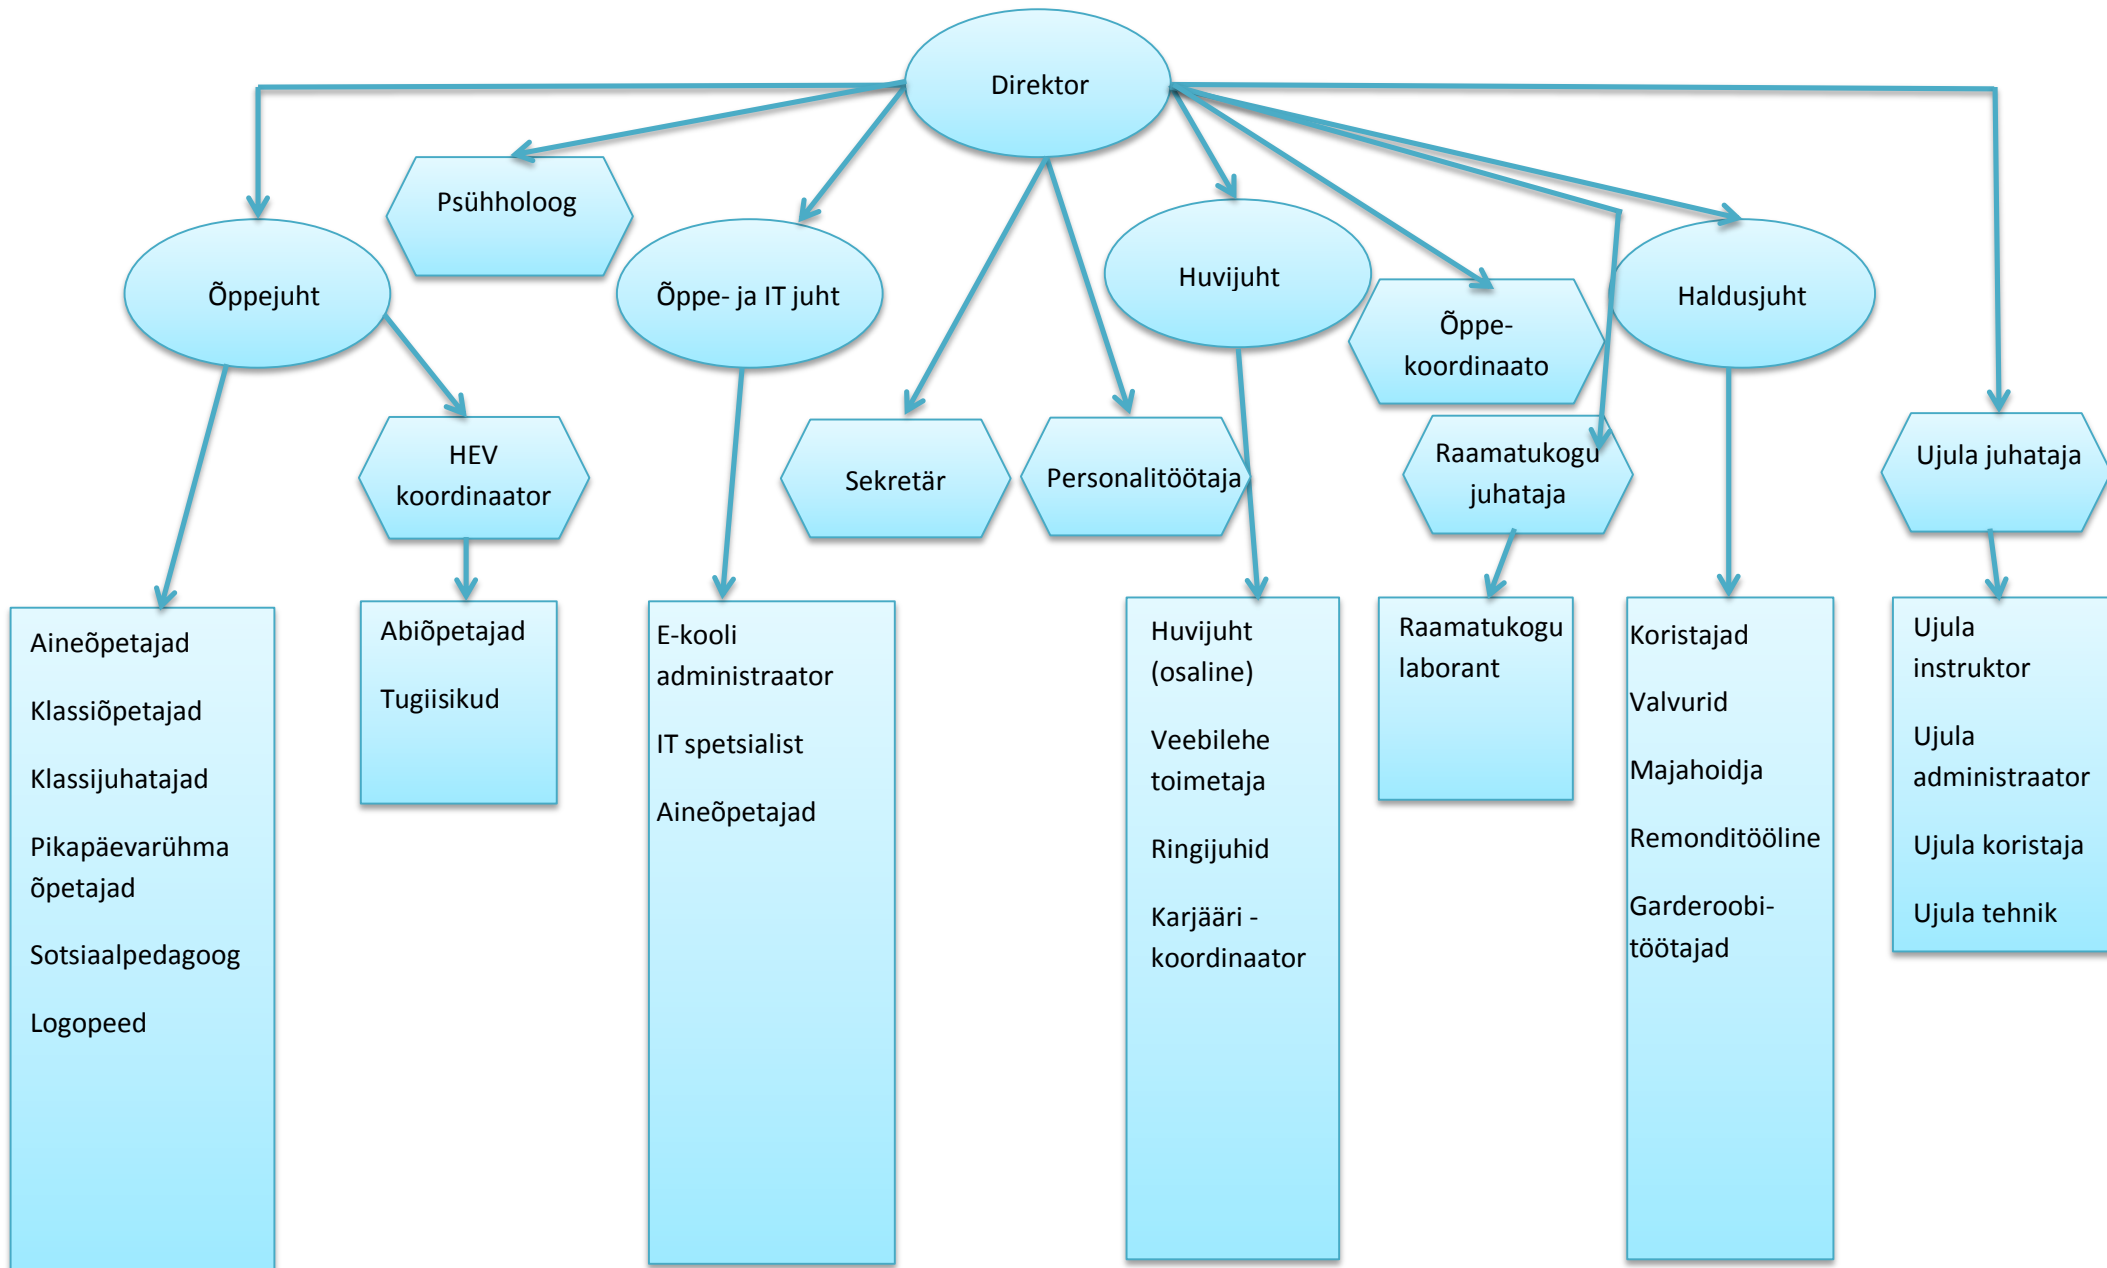 Direktor
Psühholoog
Õppejuht
Õppe- ja IT juht
Huvijuht
Haldusjuht
Õppe-
koordinaato
HEV
koordinaator
Sekretär
Personalitöötaja
Raamatukogu
juhataja
Ujula juhataja
Aineõpetajad
Klassiõpetajad
Klassijuhatajad
Pikapäevarühma
õpetajad
Sotsiaalpedagoog
Logopeed
Abiõpetajad
Tugiisikud
E-kooli
administraator
IT spetsialist
Aineõpetajad
Huvijuht
(osaline)
Veebilehe
toimetaja
Ringijuhid
Karjääri -
koordinaator
Raamatukogu
laborant
Koristajad
Valvurid
Majahoidja
Remonditööline
Garderoobi-
töötajad
Ujula
instruktor
Ujula
administraator
Ujula koristaja
Ujula tehnik